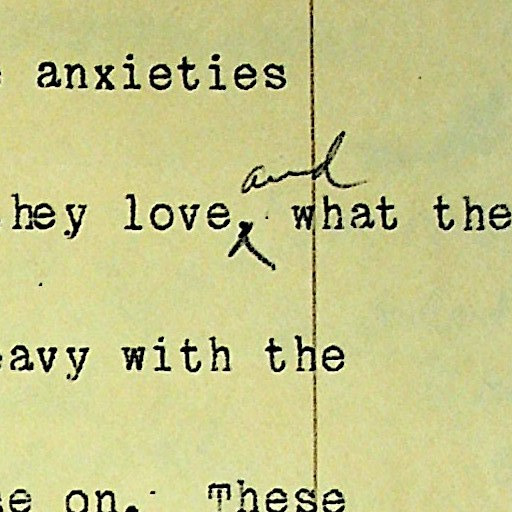 anxieties
hey love, and what the
eavy with the
e on. These